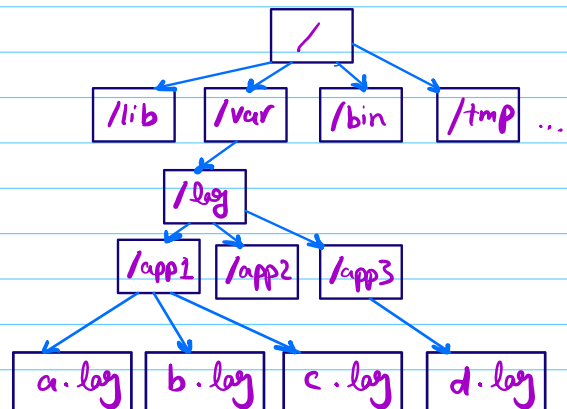 /
/lib /var /bin /tmp ...
/log
/app1 /app2 /app3
a.log b.log c.log d.log